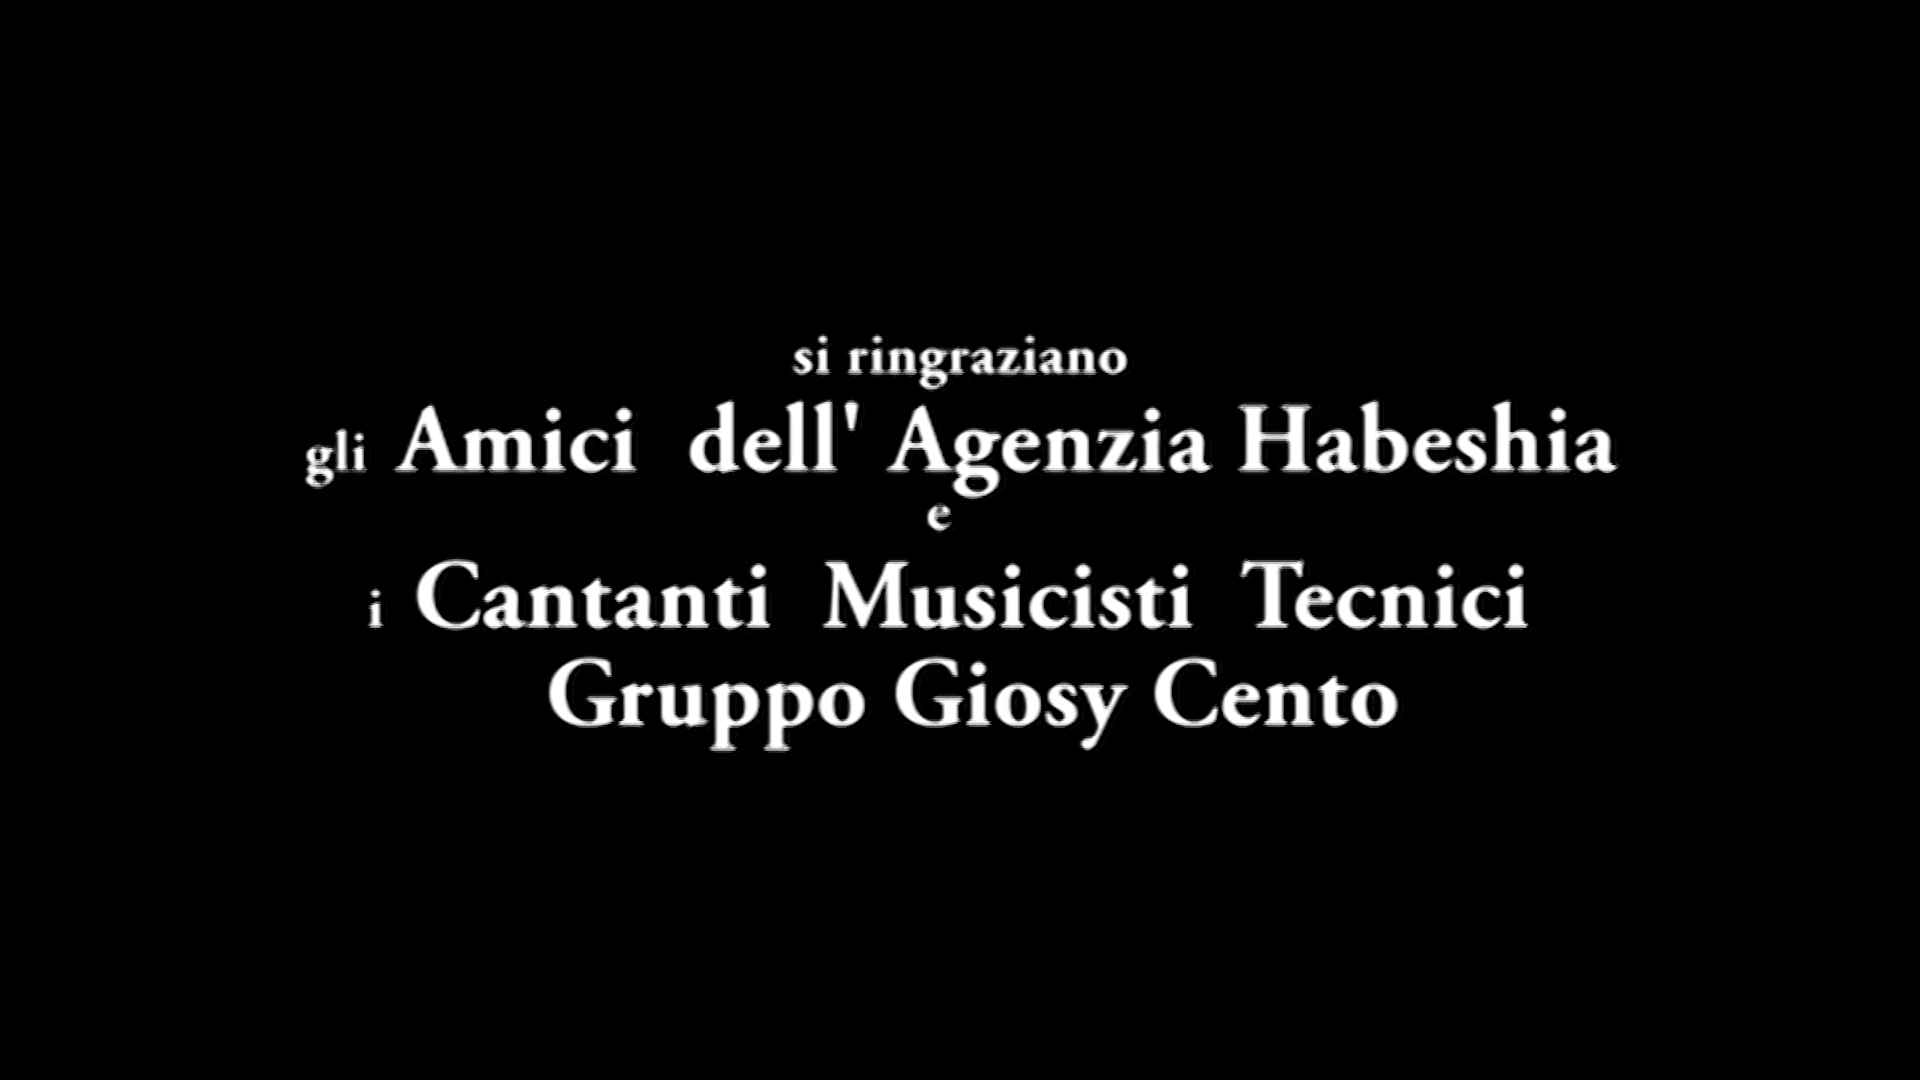 si ringraziano
gli Amici dell' Agenzia Habeshia
e
i Cantanti Musicisti Tecnici
Gruppo Giosy Cento